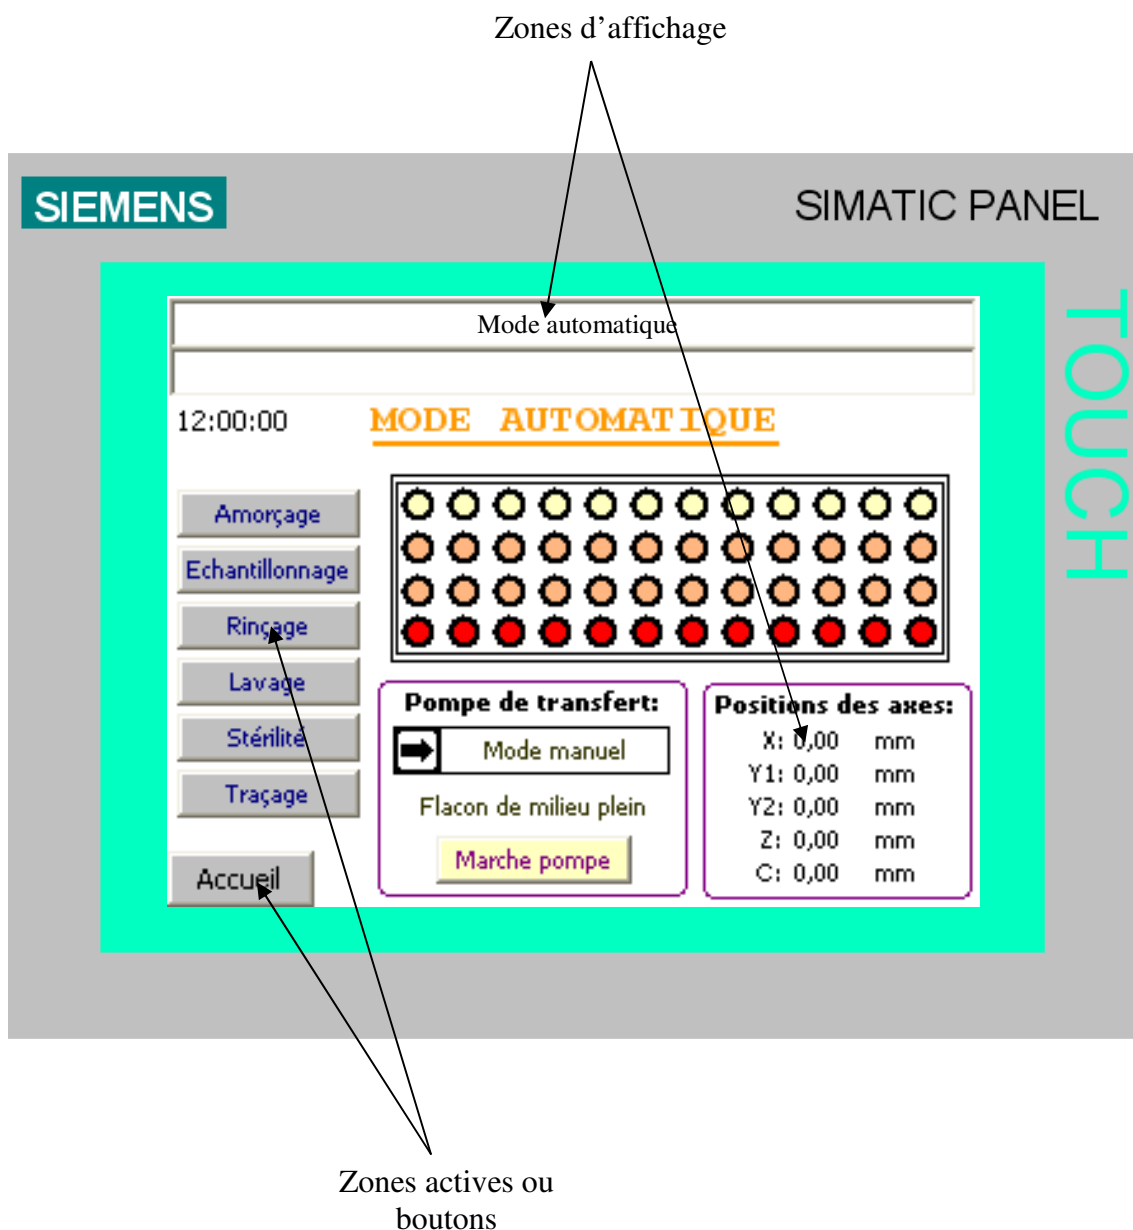 Zones d’affichage
SIEMENS
SIMATIC PANEL
TOUCH
Mode automatique
12:00:00
MODE AUTOMATIQUE
Amorçage
Echantillonnage
Rinçage
Lavage
Stérilité
Traçage
Accueil
Pompe de transfert:
Mode manuel
Flacon de milieu plein
Marche pompe
Positions des axes:
X: 0,00 mm
Y1: 0,00 mm
Y2: 0,00 mm
Z: 0,00 mm
C: 0,00 mm
Zones actives ou
boutons